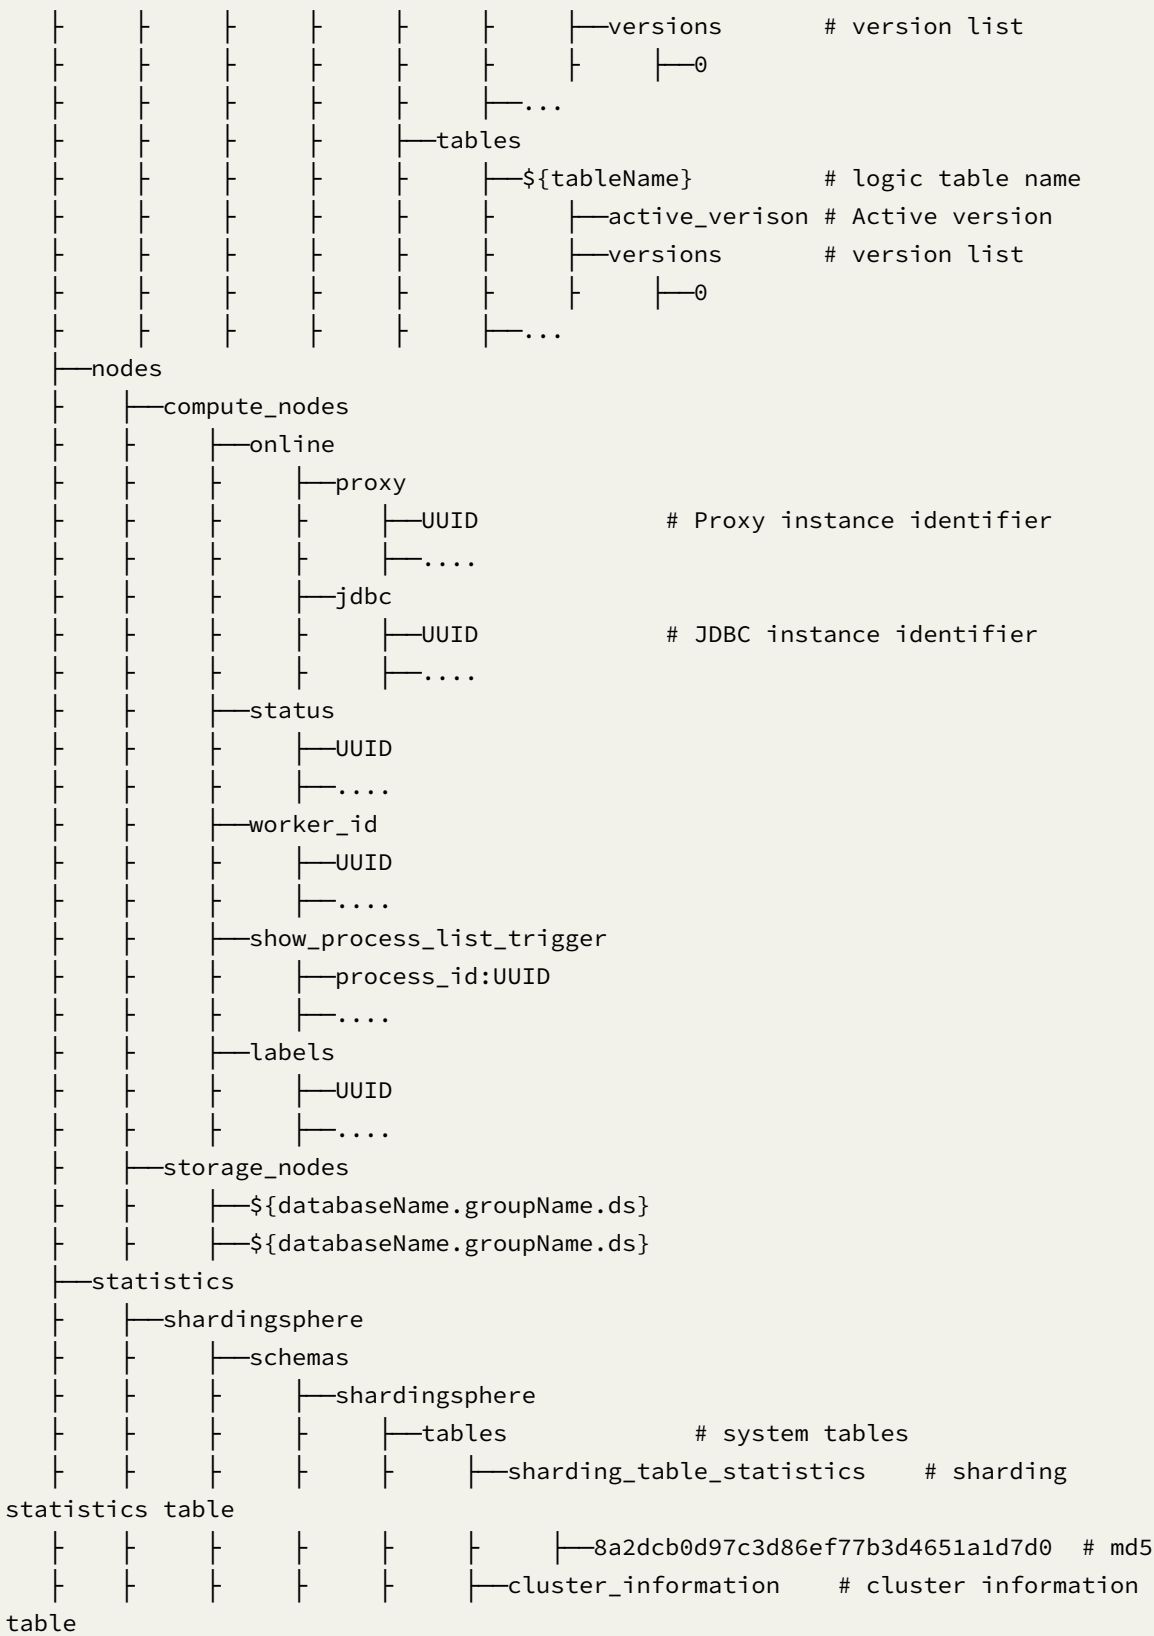 ├     ├     ├     ├     ├     ├     ├──versions       # version list
├     ├     ├     ├     ├     ├     ├     ├──0
├     ├     ├     ├     ├     ├──...
├     ├     ├     ├     ├──tables
├     ├     ├     ├     ├     ├──${tableName}         # logic table name
├     ├     ├     ├     ├     ├     ├──active_verison # Active version
├     ├     ├     ├     ├     ├     ├──versions       # version list
├     ├     ├     ├     ├     ├     ├     ├──0
├     ├     ├     ├     ├     ├──...
├──nodes
├    ├──compute_nodes
├    ├     ├──online
├    ├     ├     ├──proxy
├    ├     ├     ├     ├──UUID             # Proxy instance identifier
├    ├     ├     ├     ├──....
├    ├     ├     ├──jdbc
├    ├     ├     ├     ├──UUID             # JDBC instance identifier
├    ├     ├     ├     ├──....
├    ├     ├──status
├    ├     ├     ├──UUID
├    ├     ├     ├──....
├    ├     ├──worker_id
├    ├     ├     ├──UUID
├    ├     ├     ├──....
├    ├     ├──show_process_list_trigger
├    ├     ├     ├──process_id:UUID
├    ├     ├     ├──....
├    ├     ├──labels
├    ├     ├     ├──UUID
├    ├     ├     ├──....
├    ├──storage_nodes
├    ├     ├──${databaseName.groupName.ds}
├    ├     ├──${databaseName.groupName.ds}
├──statistics
├    ├──shardingsphere
├    ├     ├──schemas
├    ├     ├     ├──shardingsphere
├    ├     ├     ├     ├──tables             # system tables
├    ├     ├     ├     ├     ├──sharding_table_statistics    # sharding
statistics table
├    ├     ├     ├     ├     ├     ├──8a2dcb0d97c3d86ef77b3d4651a1d7d0  # md5
├    ├     ├     ├     ├     ├──cluster_information    # cluster information
table